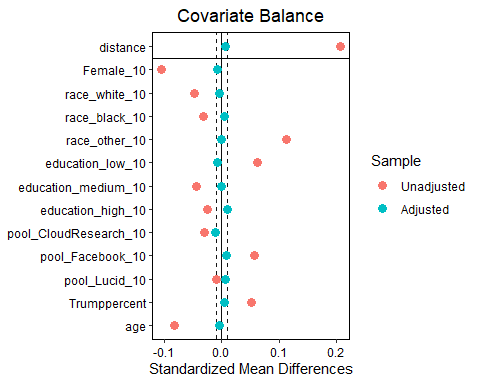 Covariate Balance
distance
Female_10
race_white_10
race_black_10
race_other_10
education_low_10
education_medium_10
education_high_10
pool_CloudResearch_10
pool_Facebook_10
pool_Lucid_10
Trumppercent
age
-0.1 0.0 0.1 0.2
Standardized Mean Differences
Sample
Unadjusted
Adjusted